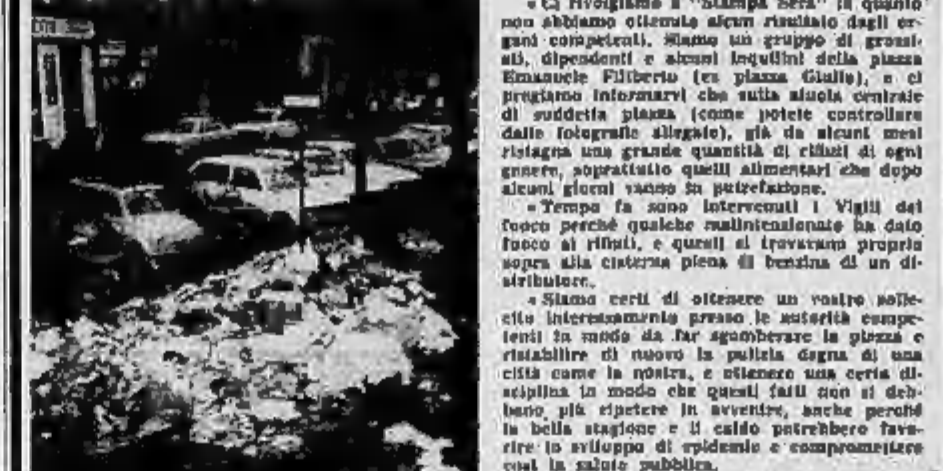 « Ci rivolgiamo a "Stampa Sera" in quanto
non abbiamo ottenuto alcun risultato dagli or-
gani competenti. Siamo un gruppo di grossi-
sti, dipendenti e alcuni inquilini della piazza
Emanuele Filiberto (ex piazza Giulio), e ci
pregiamo informarvi che sulla aiuola centrale
di suddetta piazza (come potete controllare
dalle fotografie allegate), già da alcuni mesi
ristagna una grande quantità di rifiuti di ogni
genere, soprattutto quelli alimentari che dopo
alcuni giorni vanno in putrefazione.
« Tempo fa sono intervenuti i Vigili del
fuoco perché qualche malintenzionato ha dato
fuoco ai rifiuti, e questi si trovavano proprio
sopra alla cisterna piena di benzina di un di-
stributore.
« Siamo certi di ottenere un vostro solle-
cito interessamento presso le autorità compe-
tenti in modo da far sgomberare la piazza e
ristabilire di nuovo la pulizia degna di una
città come la nostra, e ottenere una certa di-
sciplina in modo che questi fatti non si deb-
bano più ripetere in avvenire, anche perché
la bella stagione e il caldo potrebbero favo-
rire lo sviluppo di epidemie e compromettere
così la salute pubblica.